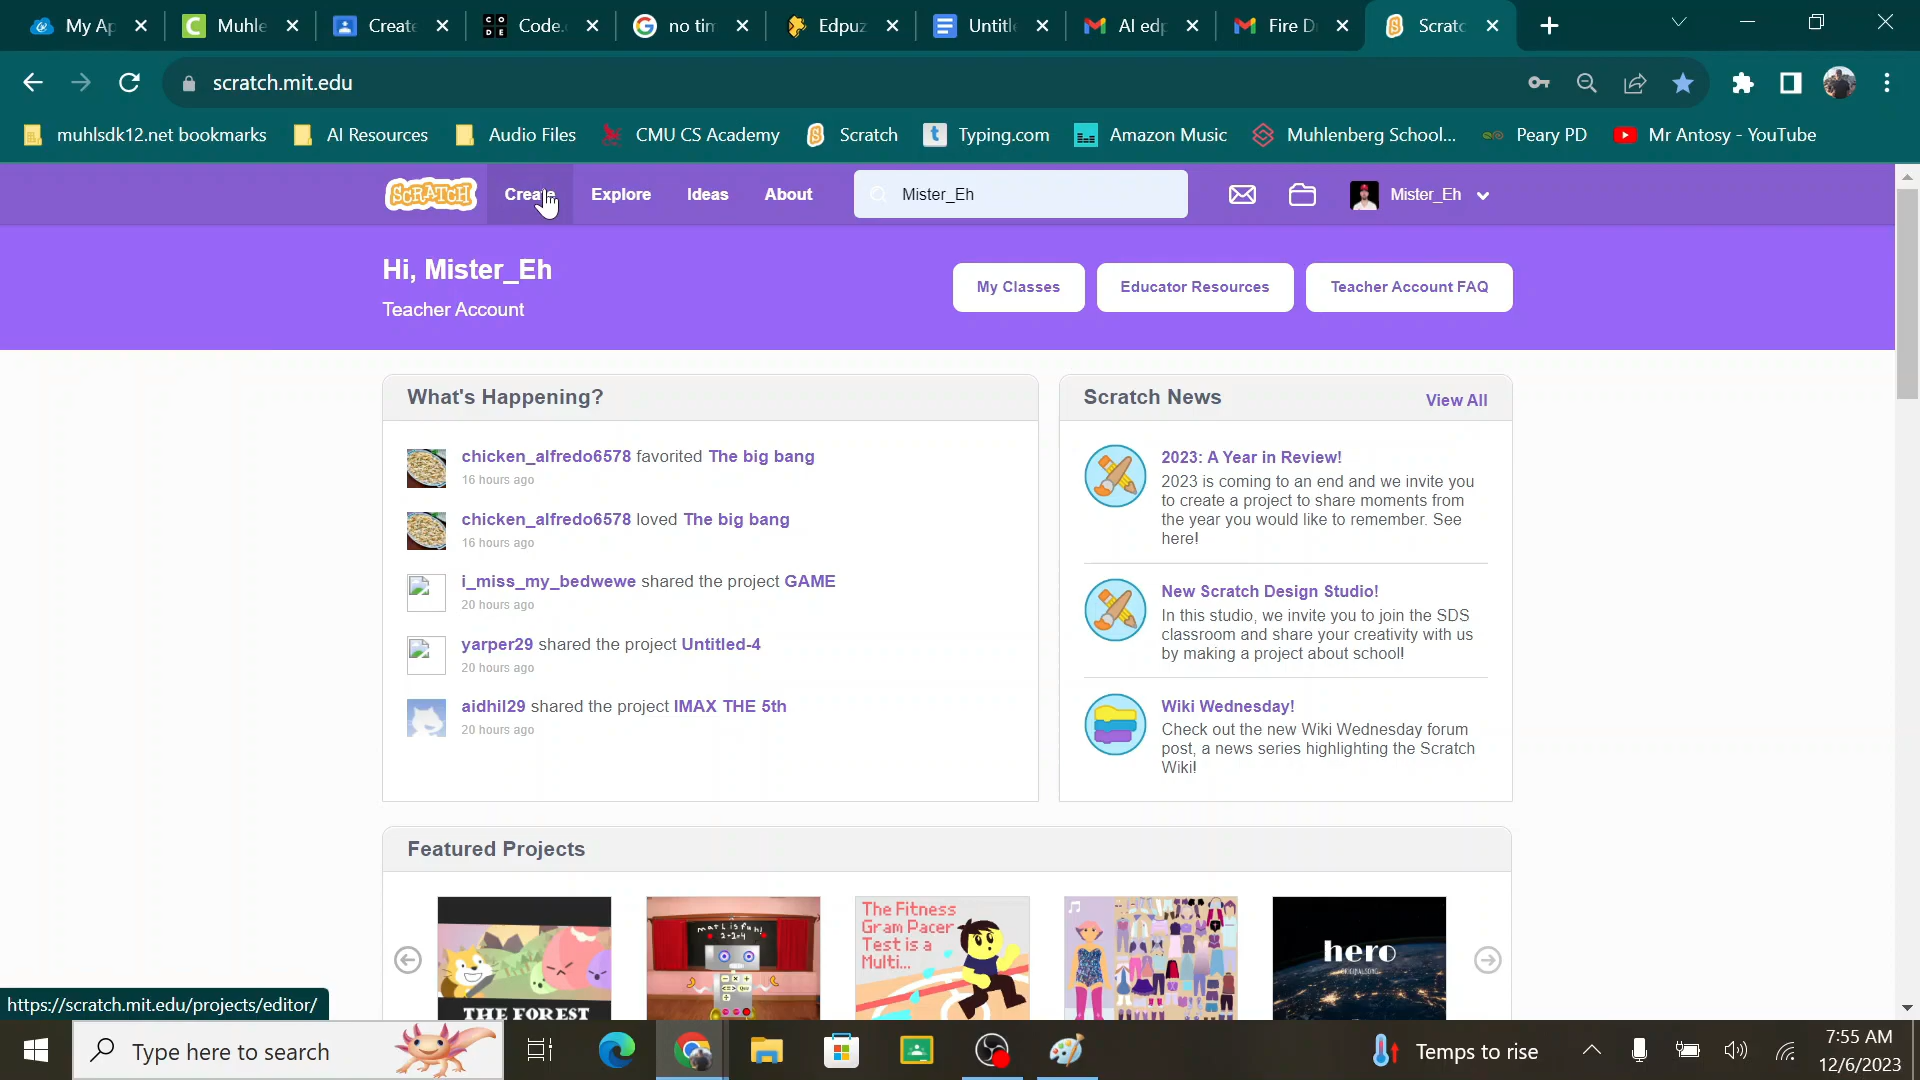 My Ap
Muhle
Create
Code.
no tim
Edpuz
Untitl
AI edp
Fire D
Scratc
scratch.mit.edu
muhlsdk12.net bookmarks
AI Resources
Audio Files
CMU CS Academy
Scratch
Typing.com
Amazon Music
Muhlenberg School...
Peary PD
Mr Antosy - YouTube
SCRATCH
Create
Explore
Ideas
About
Mister_Eh
Mister_Eh
Hi, Mister_Eh
Teacher Account
My Classes
Educator Resources
Teacher Account FAQ
What's Happening?
chicken_alfredo6578 favorited The big bang
16 hours ago
chicken_alfredo6578 loved The big bang
16 hours ago
i_miss_my_bedwewe shared the project GAME
20 hours ago
yarper29 shared the project Untitled-4
20 hours ago
aidhil29 shared the project IMAX THE 5th
20 hours ago
Scratch News
View All
2023: A Year in Review!
2023 is coming to an end and we invite you
to create a project to share moments from
the year you would like to remember. See
here!
New Scratch Design Studio!
In this studio, we invite you to join the SDS
classroom and share your creativity with us
by making a project about school!
Wiki Wednesday!
Check out the new Wiki Wednesday forum
post, a news series highlighting the Scratch
Wiki!
Featured Projects
THE FOREST
math is fun!
2-2=4
The Fitness
Gram Pacer
Test is a
Multi...
hero
https://scratch.mit.edu/projects/editor/
Type here to search
Temps to rise
7:55 AM
12/6/2023